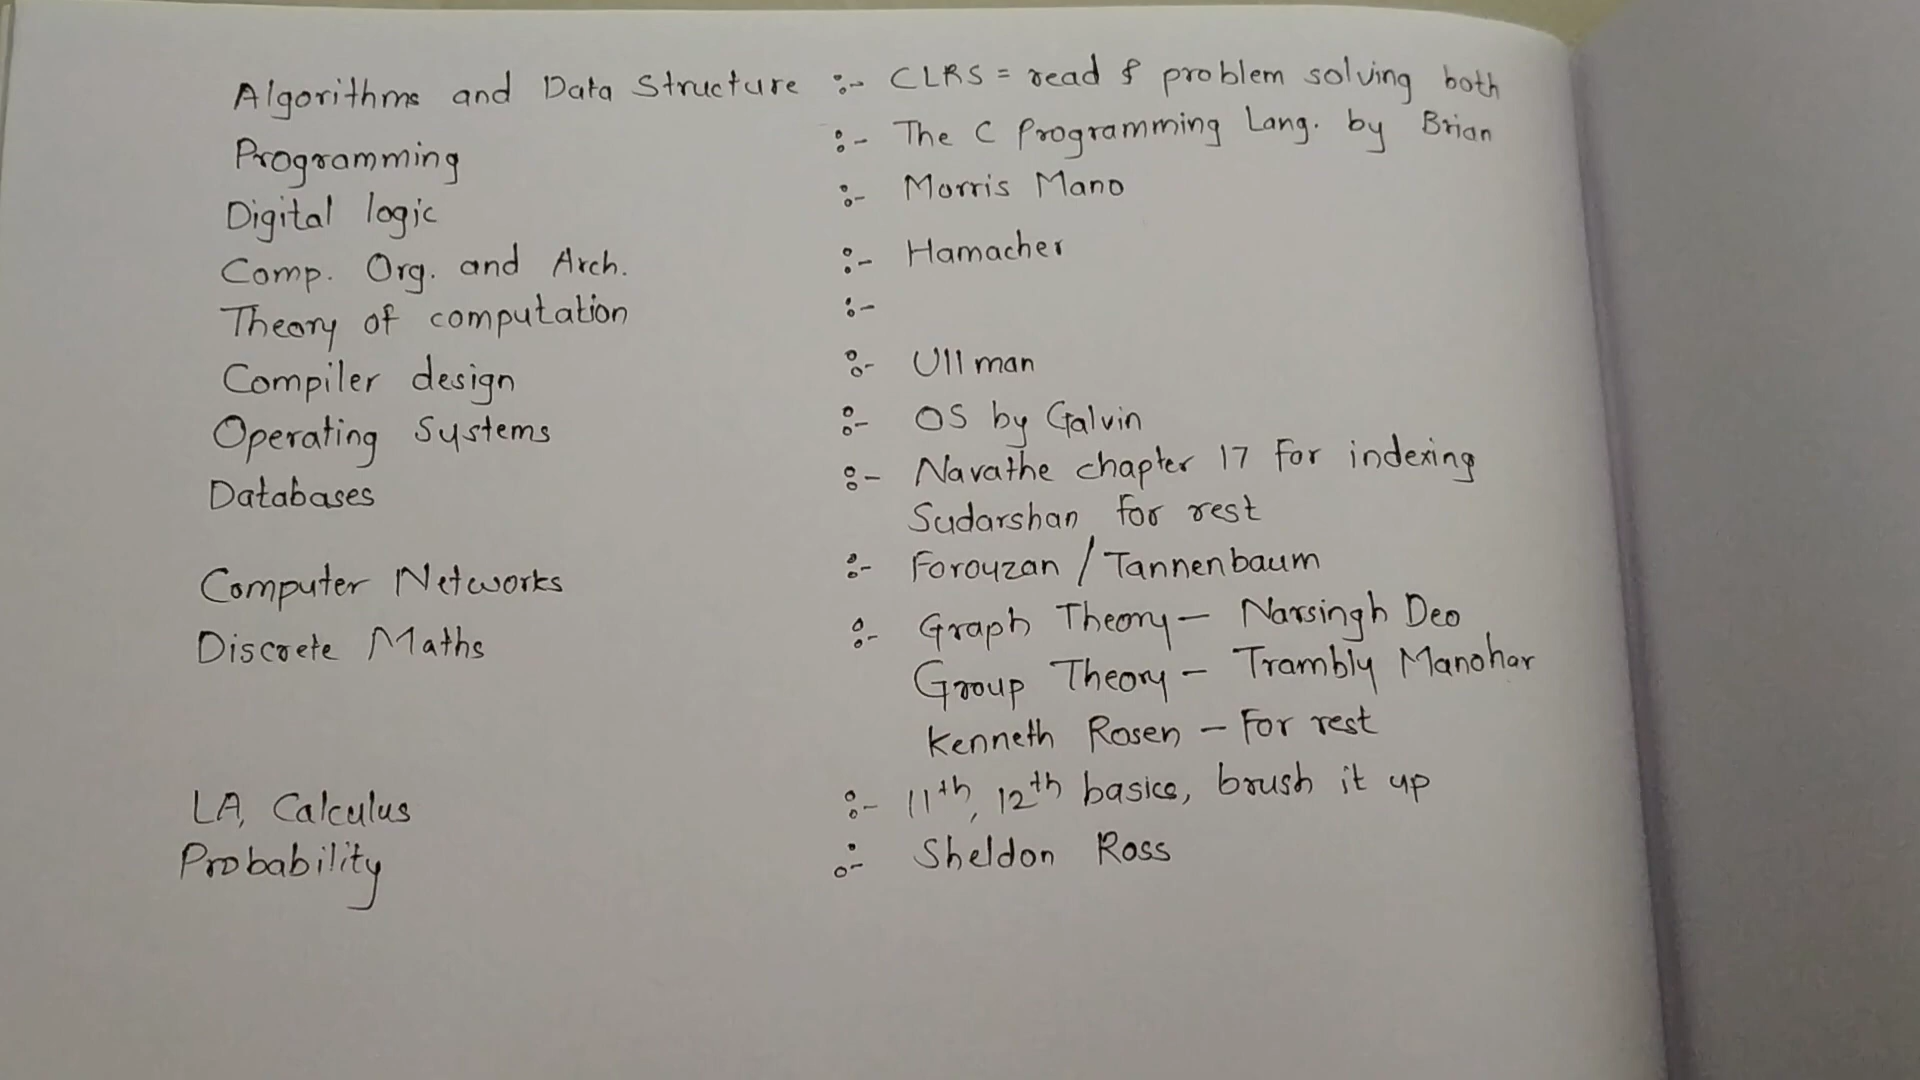 Algorithms and Data Structure :- CLRS = read & problem solving both
Programming :- The C Programming Lang. by Brian
Digital logic :- Morris Mano
Comp. Org. and Arch. :- Hamacher
Theory of computation :-
Compiler design :- Ullman
Operating Systems :- OS by Galvin
Databases :- Navathe chapter 17 For indexing
Sudarshan for rest
Computer Networks :- Forouzan / Tannenbaum
Discrete Maths :- Graph Theory - Narsingh Deo
Group Theory - Trambly Manohar
Kenneth Rosen - For rest
LA, Calculus :- 11th, 12th basics, brush it up
Probability :- Sheldon Ross